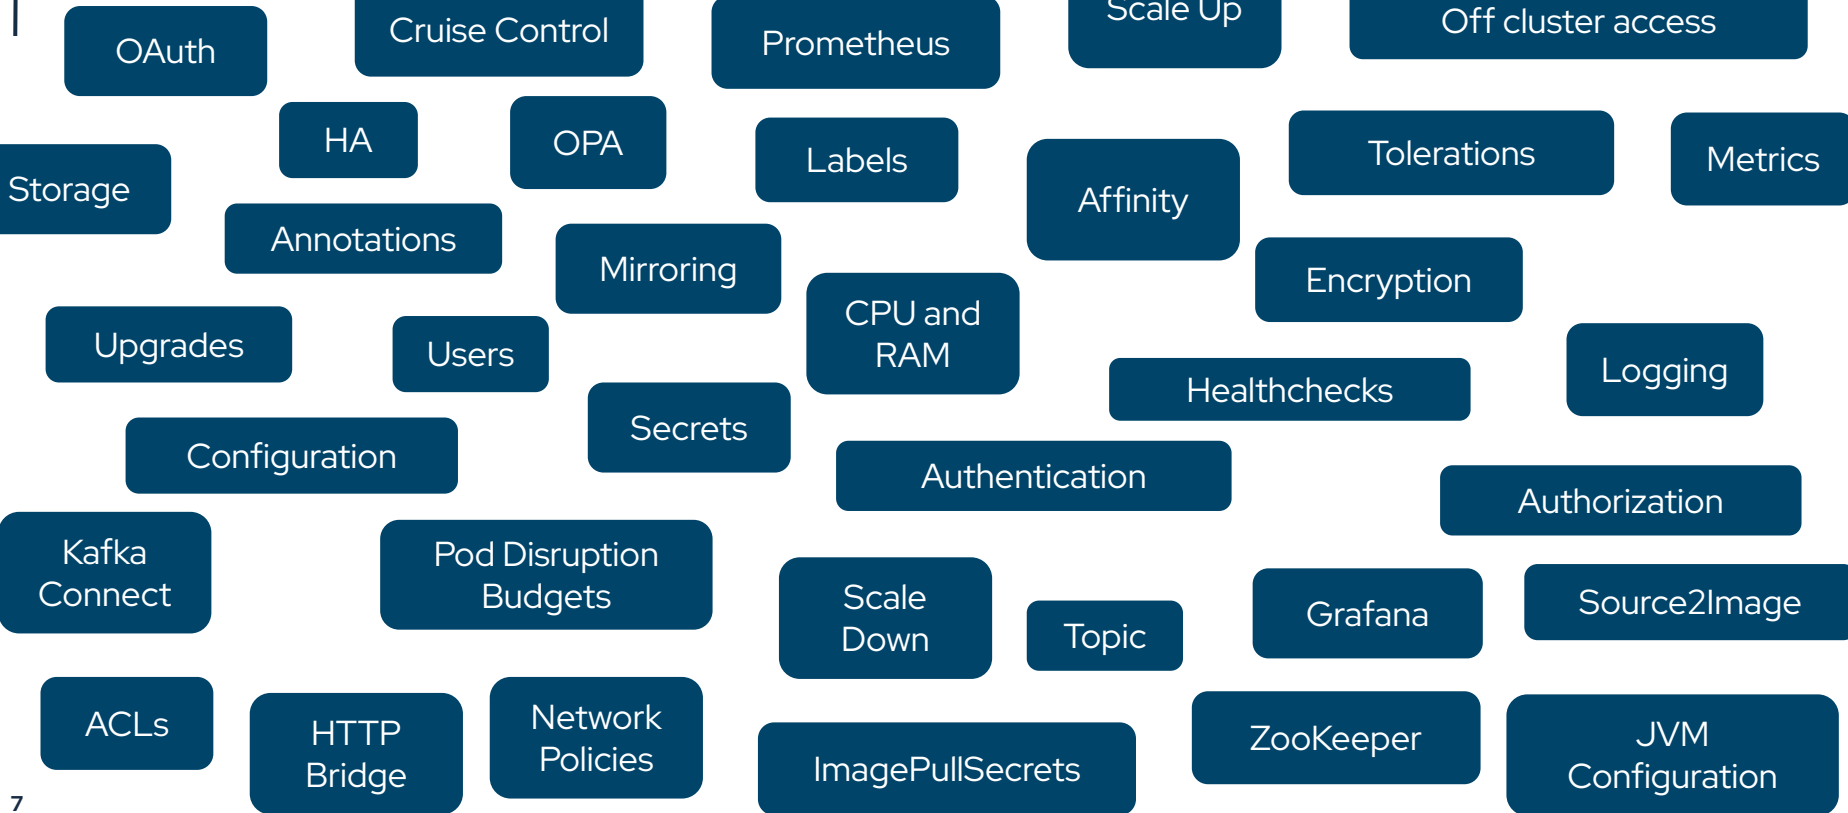 Scale Up
Off cluster access
Cruise Control
Prometheus
OAuth
HA
OPA
Labels
Tolerations
Metrics
Storage
Affinity
Annotations
Mirroring
Encryption
CPU and
RAM
Upgrades
Users
Logging
Healthchecks
Secrets
Configuration
Authentication
Authorization
Kafka
Connect
Pod Disruption
Budgets
Scale
Down
Topic
Grafana
Source2Image
ACLs
HTTP
Bridge
Network
Policies
ImagePullSecrets
ZooKeeper
JVM
Configuration
7